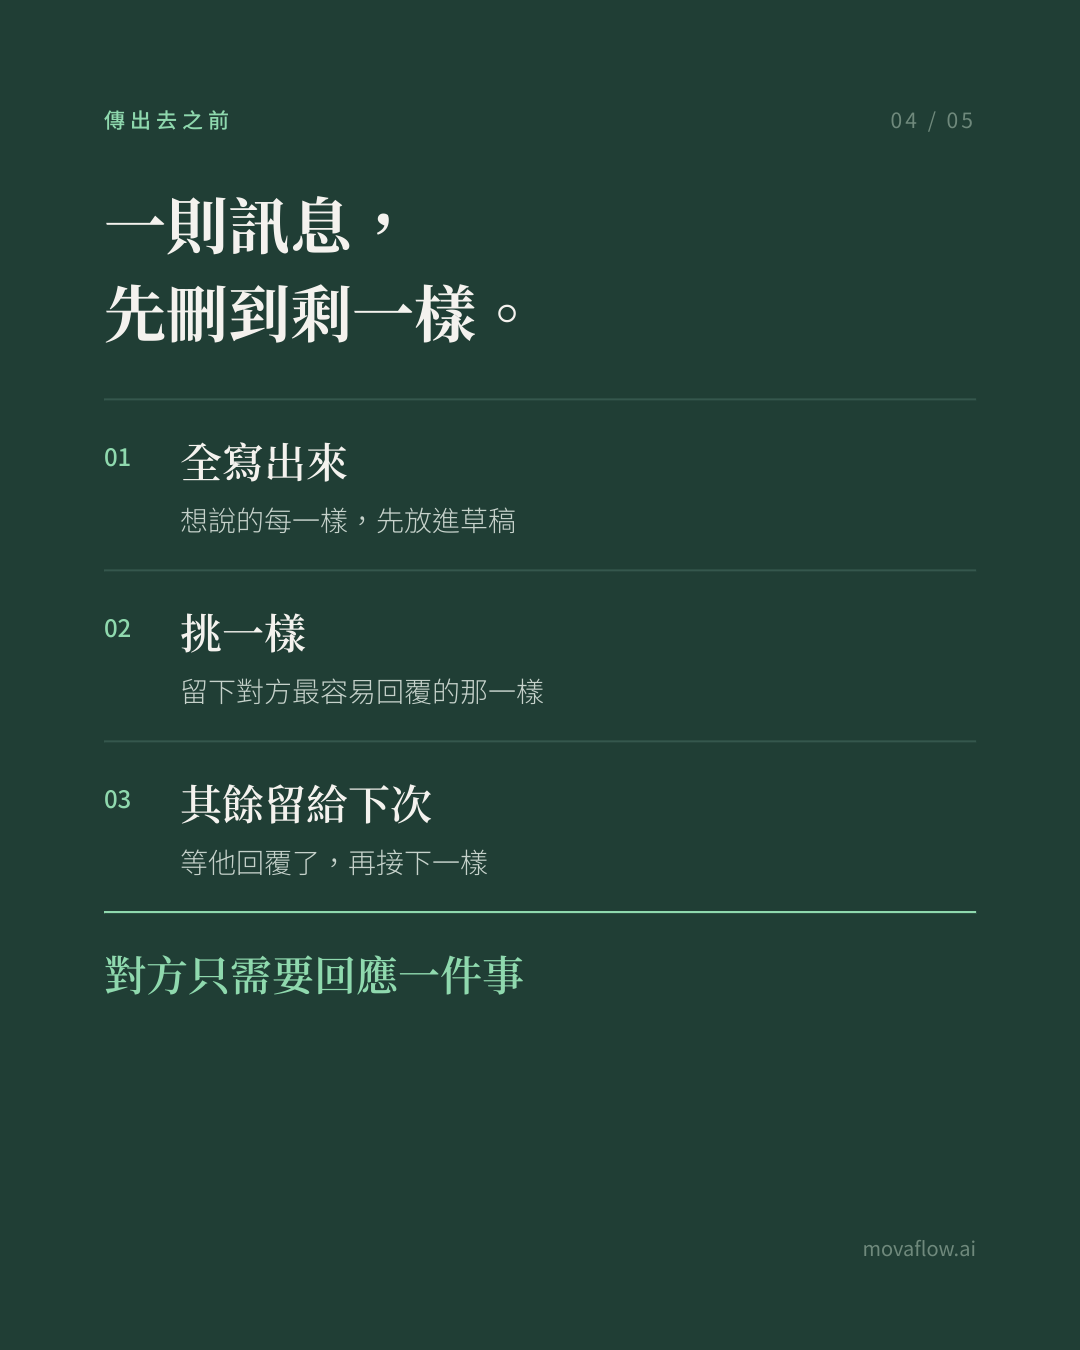 傳出去之前
04 / 05
一則訊息，
先刪到剩一樣。
01
全寫出來
想說的每一樣，先放進草稿
02
挑一樣
留下對方最容易回覆的那一樣
03
其餘留給下次
等他回覆了，再接下一樣
對方只需要回應一件事
movaflow.ai